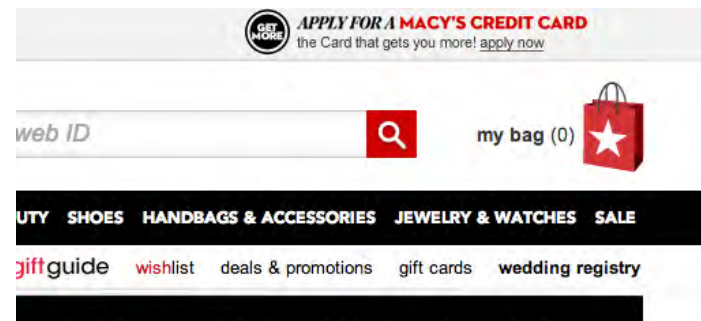 GET MORE APPLY FOR A MACY'S CREDIT CARD
the Card that gets you more! apply now
web ID
my bag (0)
UTY SHOES HANDBAGS & ACCESSORIES JEWELRY & WATCHES SALE
giftguide wishlist deals & promotions gift cards wedding registry